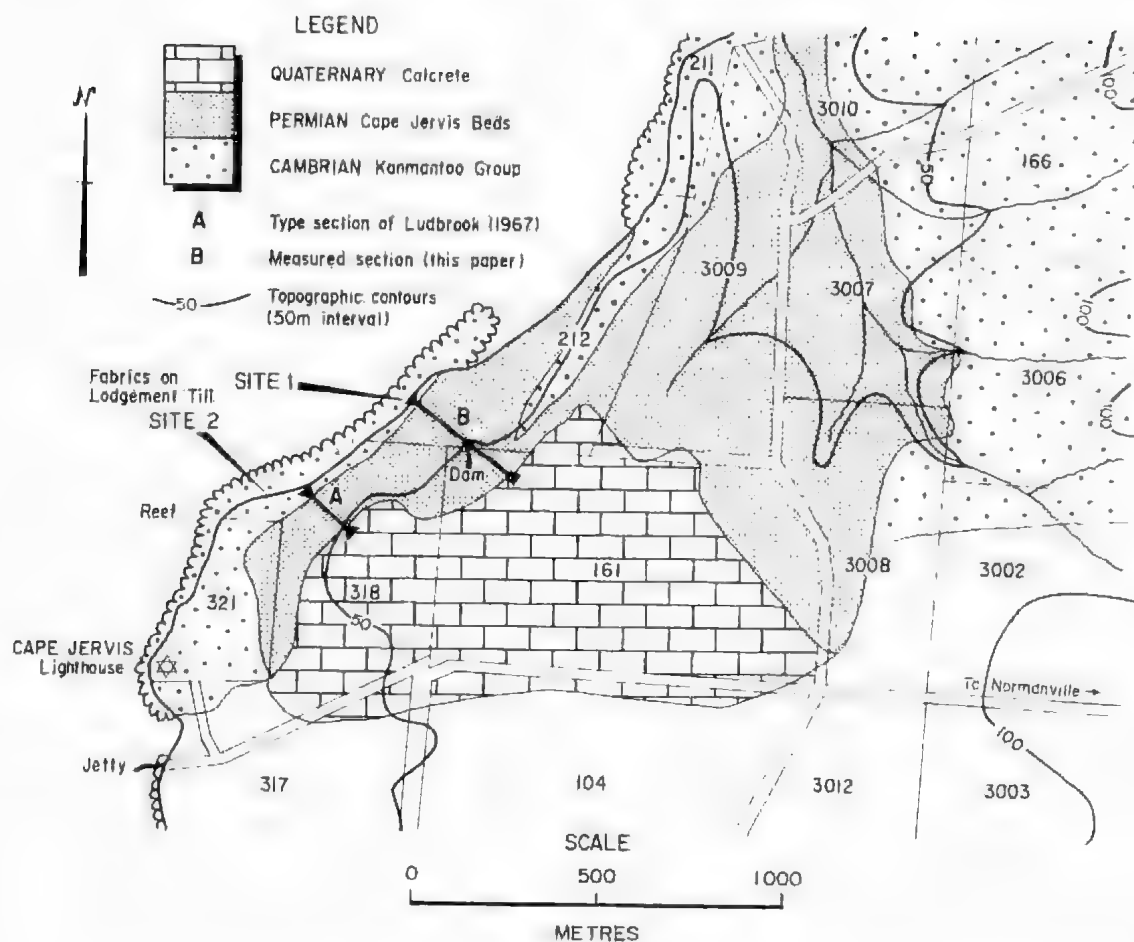 LEGEND
QUATERNARY Calcrete
PERMIAN Cape Jervis Beds
CAMBRIAN Kanmantoo Group
A Type section of Ludbrook (1967)
B Measured section (this paper)
50 Topographic contours
(50m interval)
N
211
3010
100
50
166
3009
3007
100
212
3006
100
Fabrics on
Lodgement Till
SITE 1
SITE 2
B
Dam
A
Reef
161
318
3008
3002
321
50
CAPE JERVIS
Lighthouse
To Normanville →
100
Jetty
317
104
3012
3003
SCALE
0 500 1000
METRES